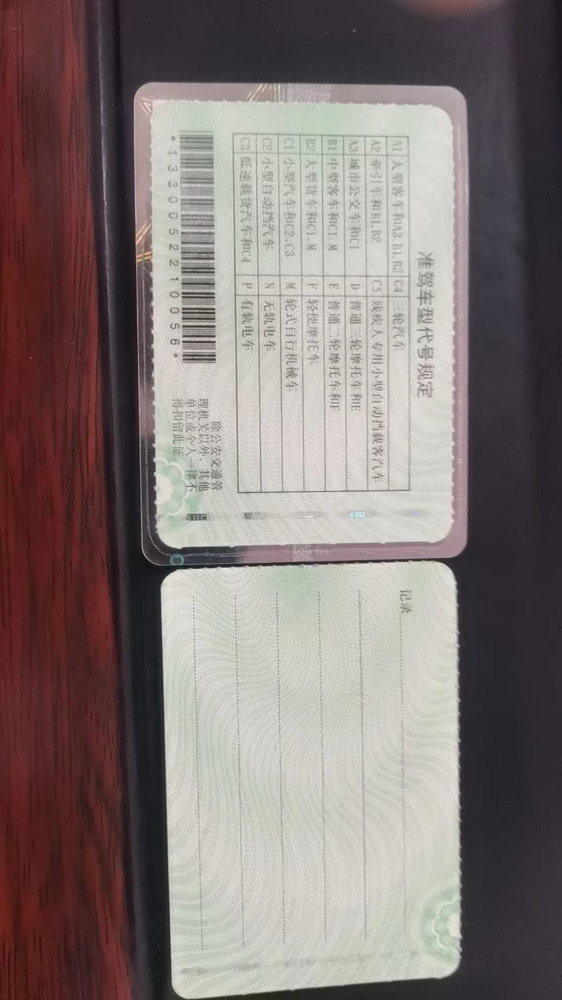 准驾车型代号规定
A1 大型客车和A3、B1、B2 C4 三轮汽车
A2 牵引车和B1、B2 C5 残疾人专用小型自动挡载客汽车
A3 城市公交车和C1 D 普通三轮摩托车和E
B1 中型客车和C1、M E 普通二轮摩托车和F
B2 大型货车和C1、M F 轻便摩托车
C1 小型汽车和C2、C3 M 轮式自行机械车
C2 小型自动挡汽车 N 无轨电车
C3 低速载货汽车和C4 P 有轨电车
*1330052210056*
除公安交通管
理机关以外，其他
单位或个人一律不
得扣留此证。
记录